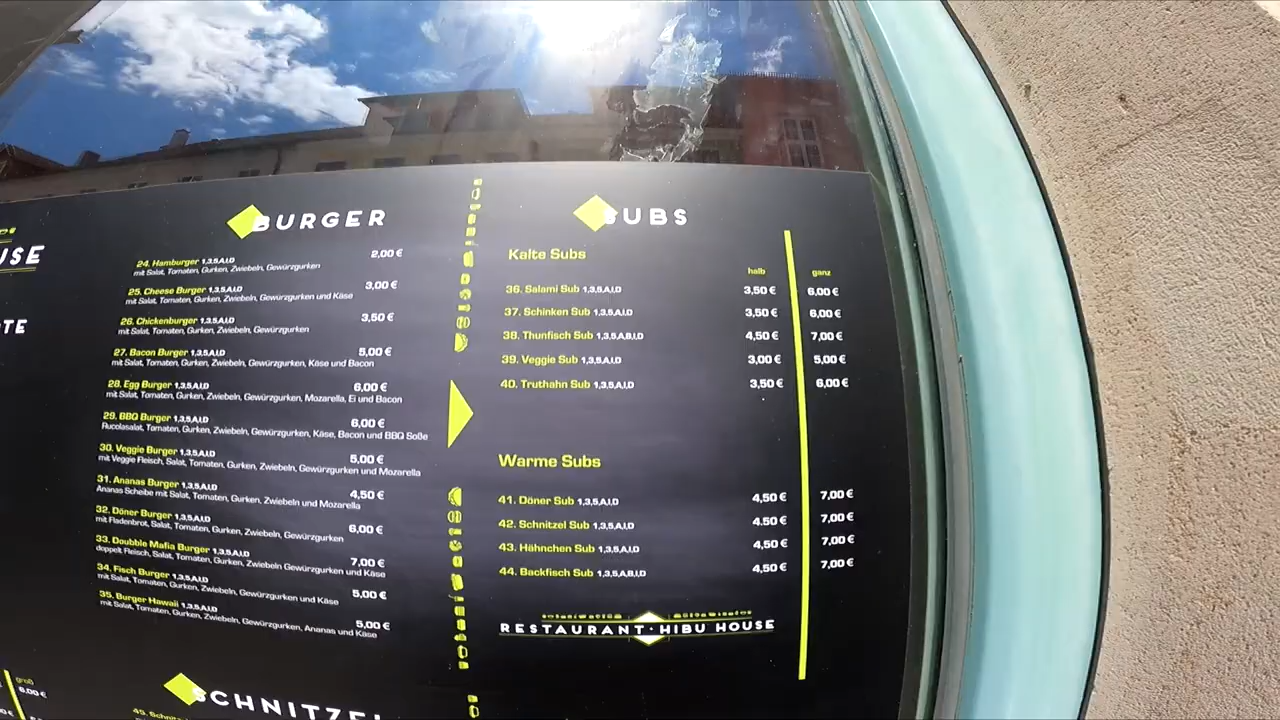 USE
BURGER
24. Hamburger 1,3,5,A,I,D 2,00 €
mit Salat, Tomaten, Gurken, Zwiebeln, Gewürzgurken
25. Cheese Burger 1,3,5,A,I,D 3,00 €
mit Salat, Tomaten, Gurken, Zwiebeln, Gewürzgurken und Käse
26. Chickenburger 1,3,5,A,I,D 3,50 €
mit Salat, Tomaten, Gurken, Zwiebeln, Gewürzgurken
27. Bacon Burger 1,3,5,A,I,D 5,00 €
mit Salat, Tomaten, Gurken, Zwiebeln, Gewürzgurken, Käse und Bacon
28. Egg Burger 1,3,5,A,I,D 6,00 €
mit Salat, Tomaten, Gurken, Zwiebeln, Gewürzgurken, Mozarella, Ei und Bacon
29. BBQ Burger 1,3,5,A,I,D 6,00 €
Rucolasalat, Tomaten, Gurken, Zwiebeln, Gewürzgurken, Käse, Bacon und BBQ Soße
30. Veggie Burger 1,3,5,A,I,D 5,00 €
mit Veggie Fleisch, Salat, Tomaten, Gurken, Zwiebeln, Gewürzgurken und Mozarella
31. Ananas Burger 1,3,5,A,I,D 4,50 €
Ananas Scheibe mit Salat, Tomaten, Gurken, Zwiebeln und Mozarella
32. Döner Burger 1,3,5,A,I,D 6,00 €
mit Fladenbrot, Salat, Tomaten, Gurken, Zwiebeln, Gewürzgurken
33. Doubble Mafia Burger 1,3,5,A,I,D 7,00 €
doppelt Fleisch, Salat, Tomaten, Gurken, Zwiebeln, Gewürzgurken und Käse
34. Fisch Burger 1,3,5,A,I,D 5,00 €
mit Salat, Tomaten, Gurken, Zwiebeln, Gewürzgurken und Käse
35. Burger Hawaii 1,3,5,A,I,D 5,00 €
mit Salat, Tomaten, Gurken, Zwiebeln, Gewürzgurken, Ananas und Käse
SUBS
Kalte Subs
halb ganz
36. Salami Sub 1,3,5,A,I,D 3,50 € 6,00 €
37. Schinken Sub 1,3,5,A,I,D 3,50 € 6,00 €
38. Thunfisch Sub 1,3,5,A,B,I,D 4,50 € 7,00 €
39. Veggie Sub 1,3,5,A,I,D 3,00 € 5,00 €
40. Truthahn Sub 1,3,5,A,I,D 3,50 € 6,00 €
Warme Subs
41. Döner Sub 1,3,5,A,I,D 4,50 € 7,00 €
42. Schnitzel Sub 1,3,5,A,I,D 4,50 € 7,00 €
43. Hähnchen Sub 1,3,5,A,I,D 4,50 € 7,00 €
44. Backfisch Sub 1,3,5,A,B,I,D 4,50 € 7,00 €
RESTAURANT · HIBU HOUSE
groß
6,00 €
SCHNITZEL